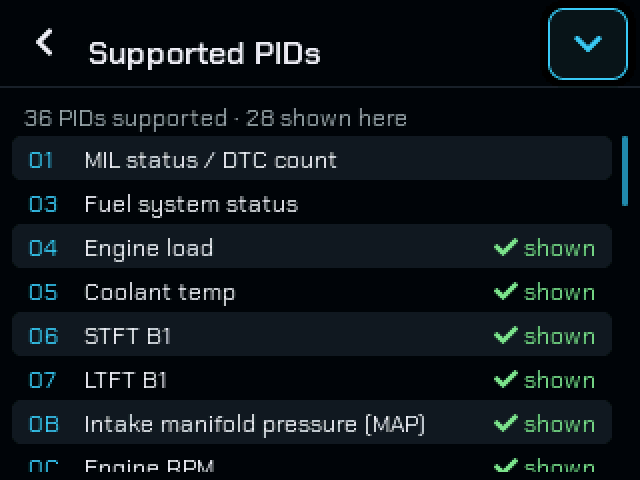 Supported PIDs
36 PIDs supported · 28 shown here
01 MIL status / DTC count
03 Fuel system status
04 Engine load ✓ shown
05 Coolant temp ✓ shown
06 STFT B1 ✓ shown
07 LTFT B1 ✓ shown
0B Intake manifold pressure (MAP) ✓ shown
0C Engine RPM ✓ shown